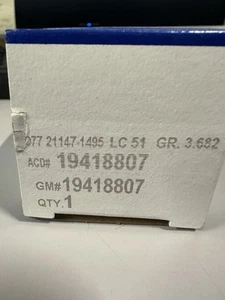 077 21147-1495 LC 51 GR. 3.682
ACD# 19418807
GM# 19418807
QTY. 1